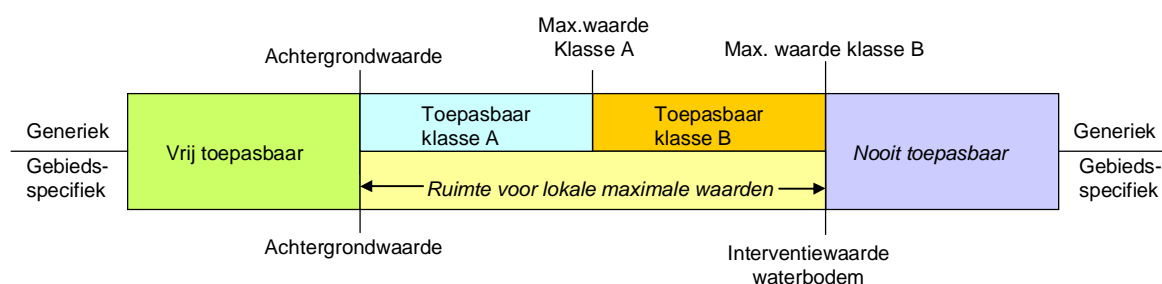 Max.waarde
Klasse A
Achtergrondwaarde
Max. waarde klasse B
Generiek
Gebieds-
specifiek
Vrij toepasbaar
Toepasbaar
klasse A
Toepasbaar
klasse B
Ruimte voor lokale maximale waarden
Nooit toepasbaar
Generiek
Gebieds-
specifiek
Achtergrondwaarde
Interventiewaarde
waterbodem